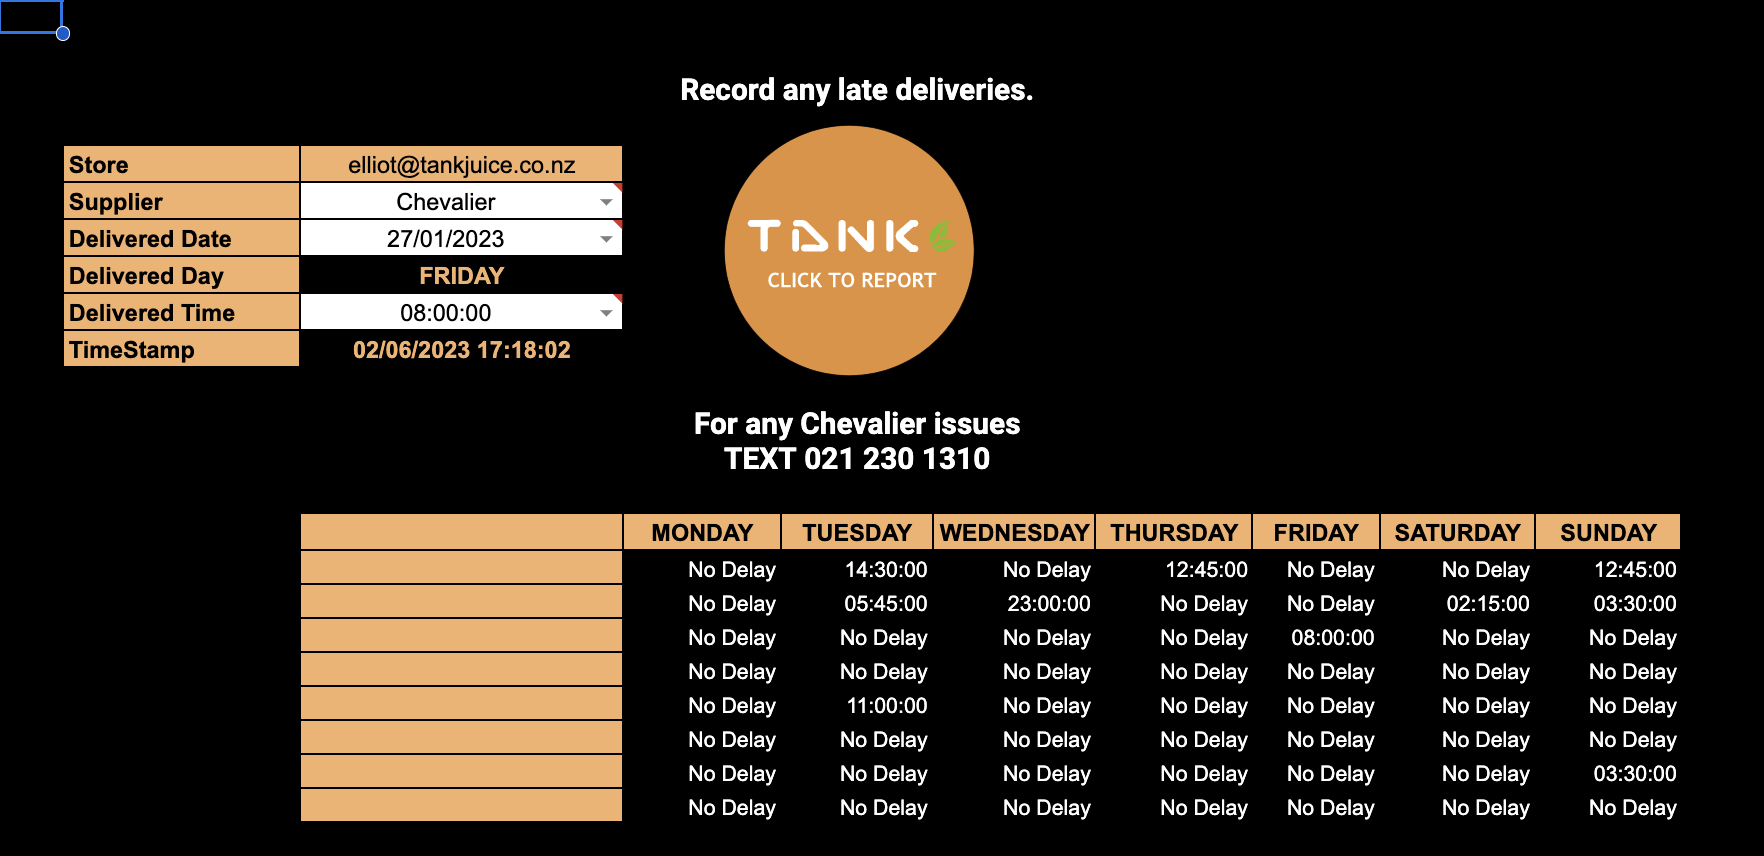 Record any late deliveries.
Store elliot@tankjuice.co.nz
Supplier Chevalier
Delivered Date 27/01/2023
Delivered Day FRIDAY
Delivered Time 08:00:00
TimeStamp 02/06/2023 17:18:02
TANK
CLICK TO REPORT
For any Chevalier issues
TEXT 021 230 1310
MONDAY TUESDAY WEDNESDAY THURSDAY FRIDAY SATURDAY SUNDAY
No Delay 14:30:00 No Delay 12:45:00 No Delay No Delay 12:45:00
No Delay 05:45:00 23:00:00 No Delay No Delay 02:15:00 03:30:00
No Delay No Delay No Delay No Delay 08:00:00 No Delay No Delay
No Delay No Delay No Delay No Delay No Delay No Delay No Delay
No Delay 11:00:00 No Delay No Delay No Delay No Delay No Delay
No Delay No Delay No Delay No Delay No Delay No Delay No Delay
No Delay No Delay No Delay No Delay No Delay No Delay 03:30:00
No Delay No Delay No Delay No Delay No Delay No Delay No Delay